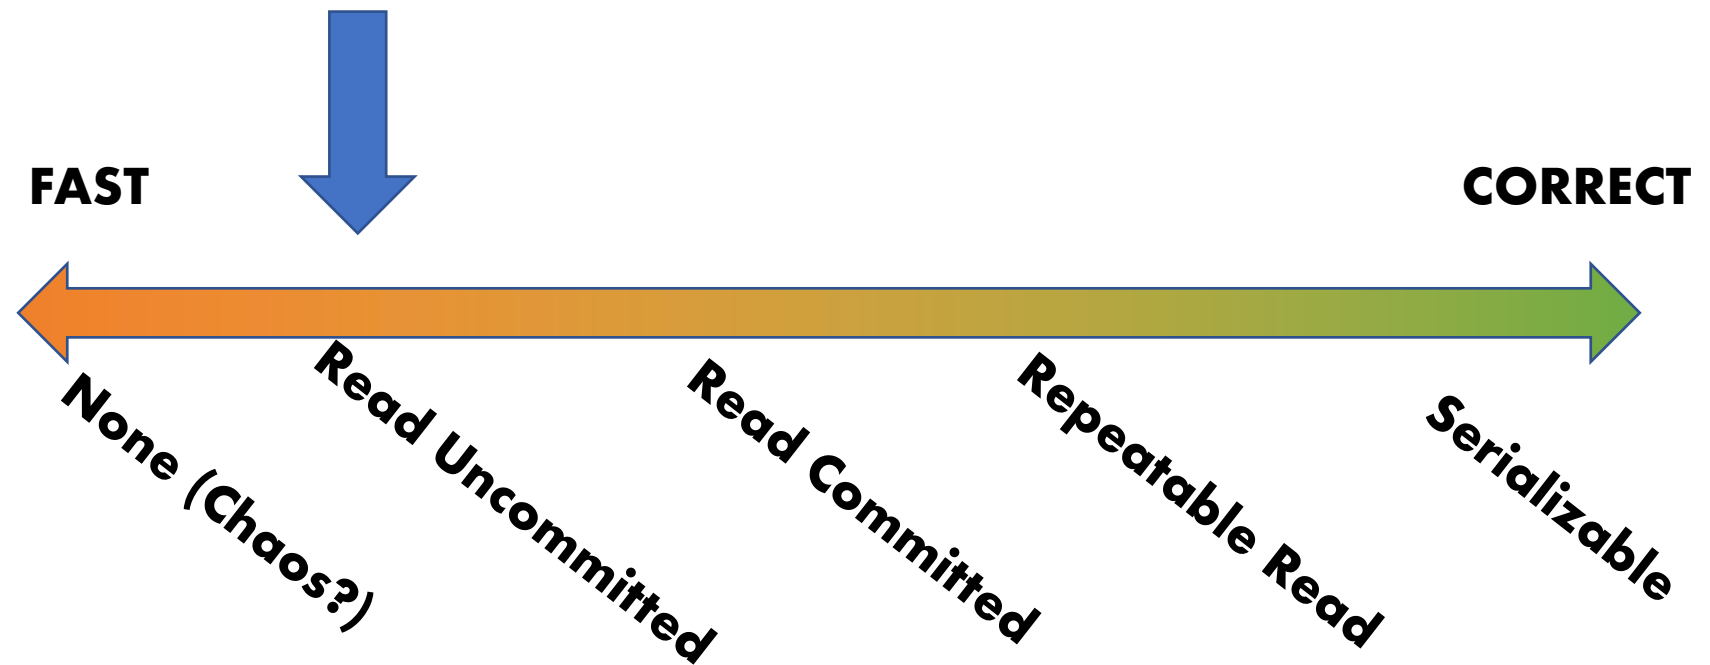 FAST
CORRECT
None (Chaos?)
Read Uncommitted
Read Committed
Repeatable Read
Serializable